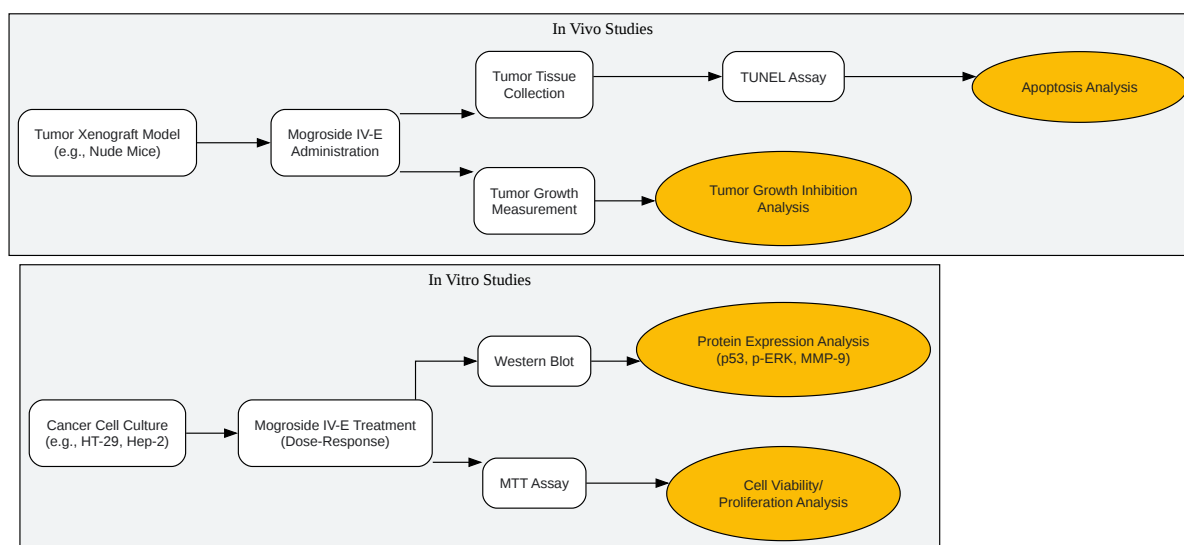 In Vivo Studies
Tumor Xenograft Model
(e.g., Nude Mice)
Mogroside IV-E
Administration
Tumor Tissue
Collection
TUNEL Assay
Apoptosis Analysis
Tumor Growth
Measurement
Tumor Growth Inhibition
Analysis
In Vitro Studies
Cancer Cell Culture
(e.g., HT-29, Hep-2)
Mogroside IV-E Treatment
(Dose-Response)
Western Blot
Protein Expression Analysis
(p53, p-ERK, MMP-9)
MTT Assay
Cell Viability/
Proliferation Analysis